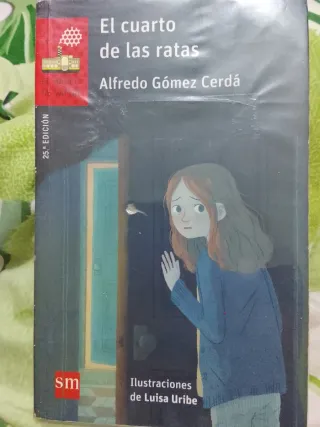 El cuarto
de las ratas
Alfredo Gómez Cerdá
25.ª EDICIÓN
sm
Ilustraciones
de Luisa Uribe